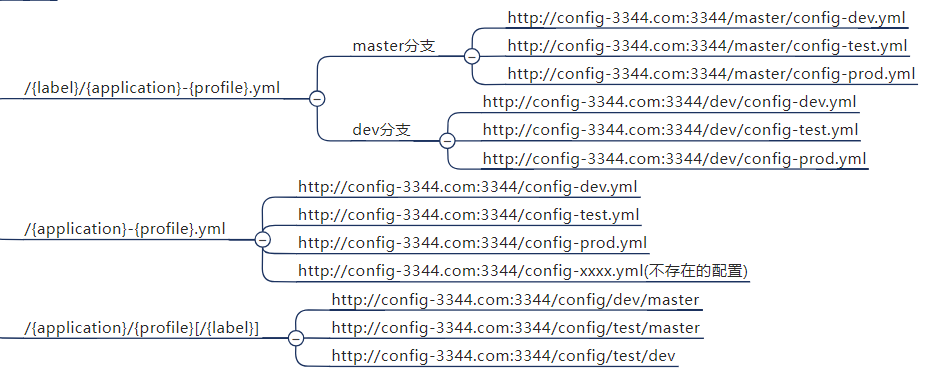 /{label}/{application}-{profile}.yml
master分支
http://config-3344.com:3344/master/config-dev.yml
http://config-3344.com:3344/master/config-test.yml
http://config-3344.com:3344/master/config-prod.yml
dev分支
http://config-3344.com:3344/dev/config-dev.yml
http://config-3344.com:3344/dev/config-test.yml
http://config-3344.com:3344/dev/config-prod.yml
/{application}-{profile}.yml
http://config-3344.com:3344/config-dev.yml
http://config-3344.com:3344/config-test.yml
http://config-3344.com:3344/config-prod.yml
http://config-3344.com:3344/config-xxxx.yml(不存在的配置)
/{application}/{profile}[/{label}]
http://config-3344.com:3344/config/dev/master
http://config-3344.com:3344/config/test/master
http://config-3344.com:3344/config/test/dev